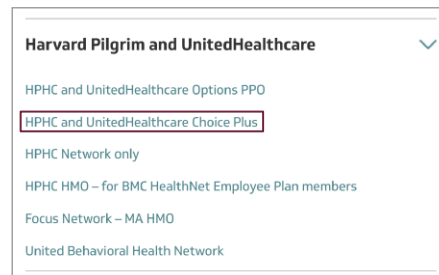 Harvard Pilgrim and UnitedHealthcare
HPHC and UnitedHealthcare Options PPO
HPHC and UnitedHealthcare Choice Plus
HPHC Network only
HPHC HMO – for BMC HealthNet Employee Plan members
Focus Network – MA HMO
United Behavioral Health Network